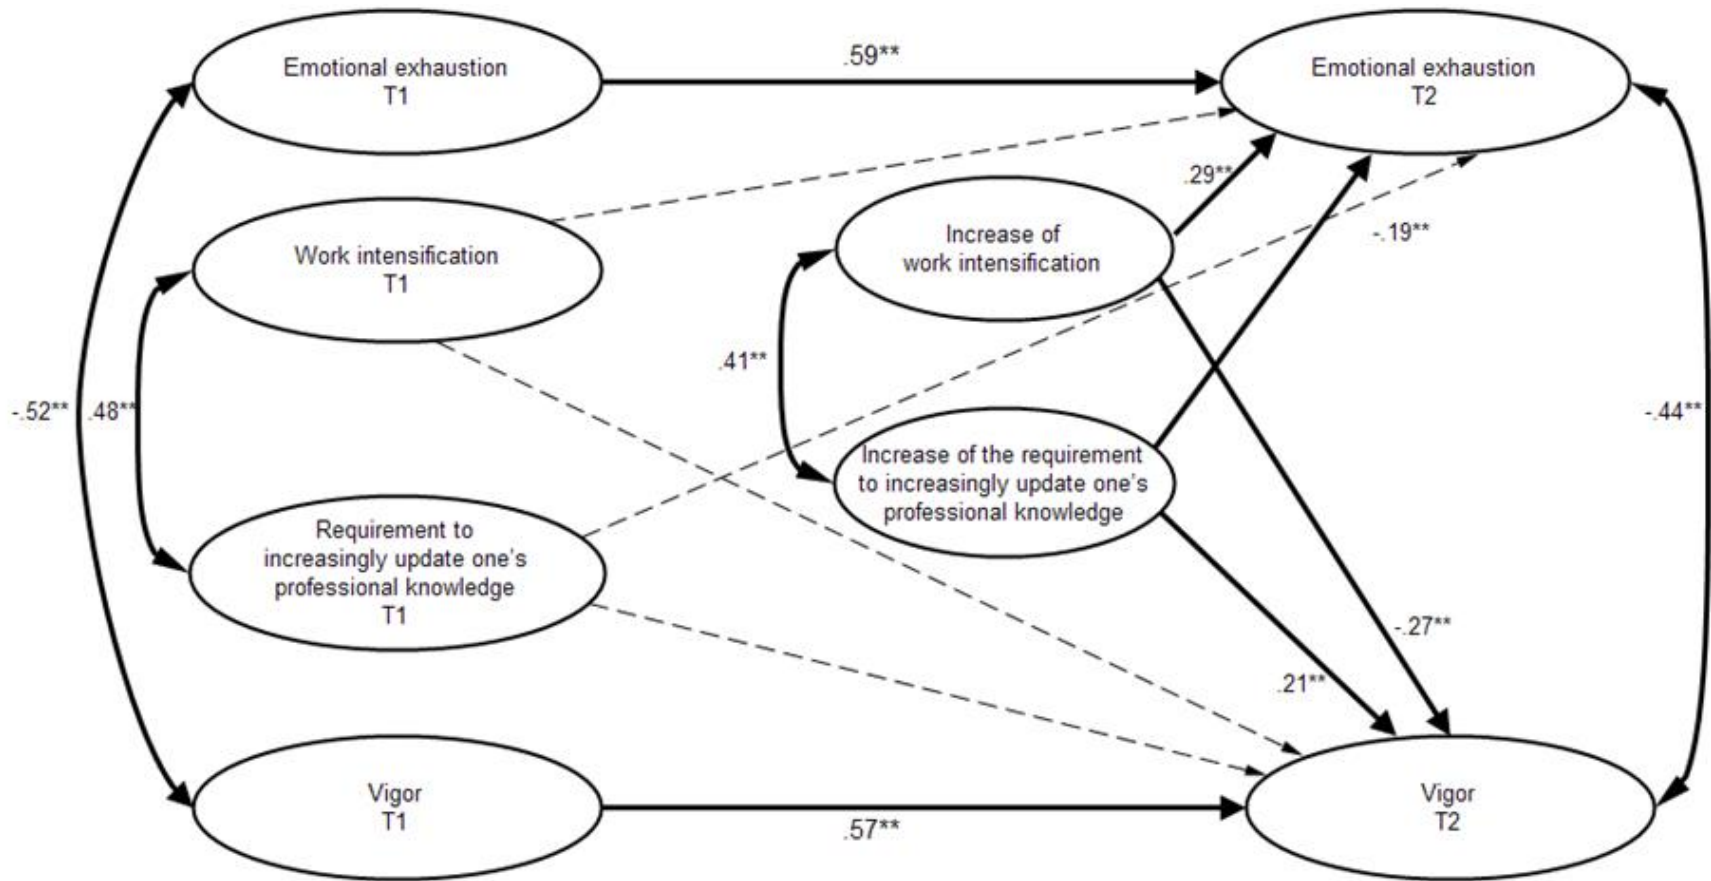 .59**
Emotional exhaustion
T1
Emotional exhaustion
T2
.29**
-.19**
Work intensification
T1
Increase of
work intensification
.41**
-.52**
.48**
-.44**
Increase of the requirement
to increasingly update one's
professional knowledge
Requirement to
increasingly update one's
professional knowledge
T1
-.27**
.21**
Vigor
T1
Vigor
T2
.57**